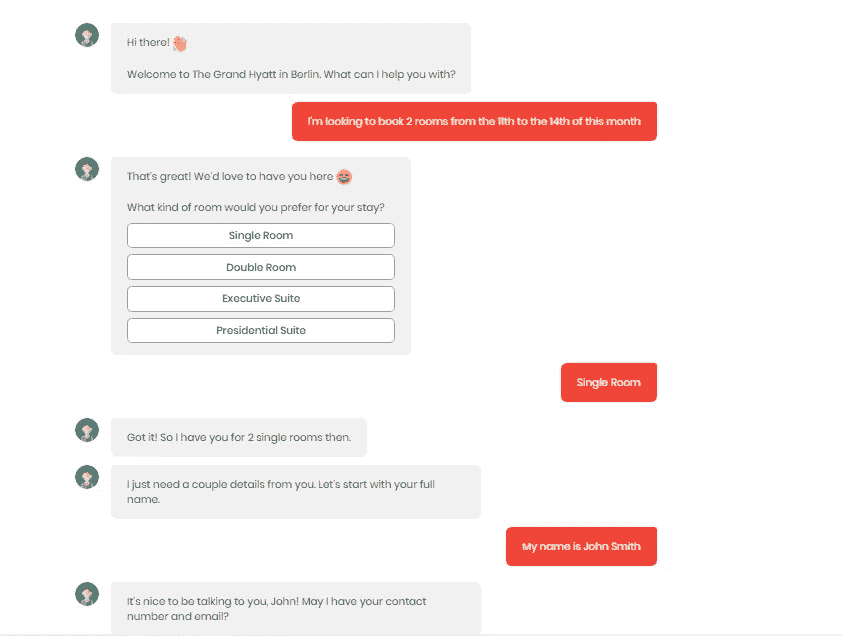 Hi there!
Welcome to The Grand Hyatt in Berlin. What can I help you with?
I'm looking to book 2 rooms from the 11th to the 14th of this month
That's great! We'd love to have you here
What kind of room would you prefer for your stay?
Single Room
Double Room
Executive Suite
Presidential Suite
Single Room
Got it! So I have you for 2 single rooms then.
I just need a couple details from you. Let's start with your full
name.
My name is John Smith
It's nice to be talking to you, John! May I have your contact
number and email?